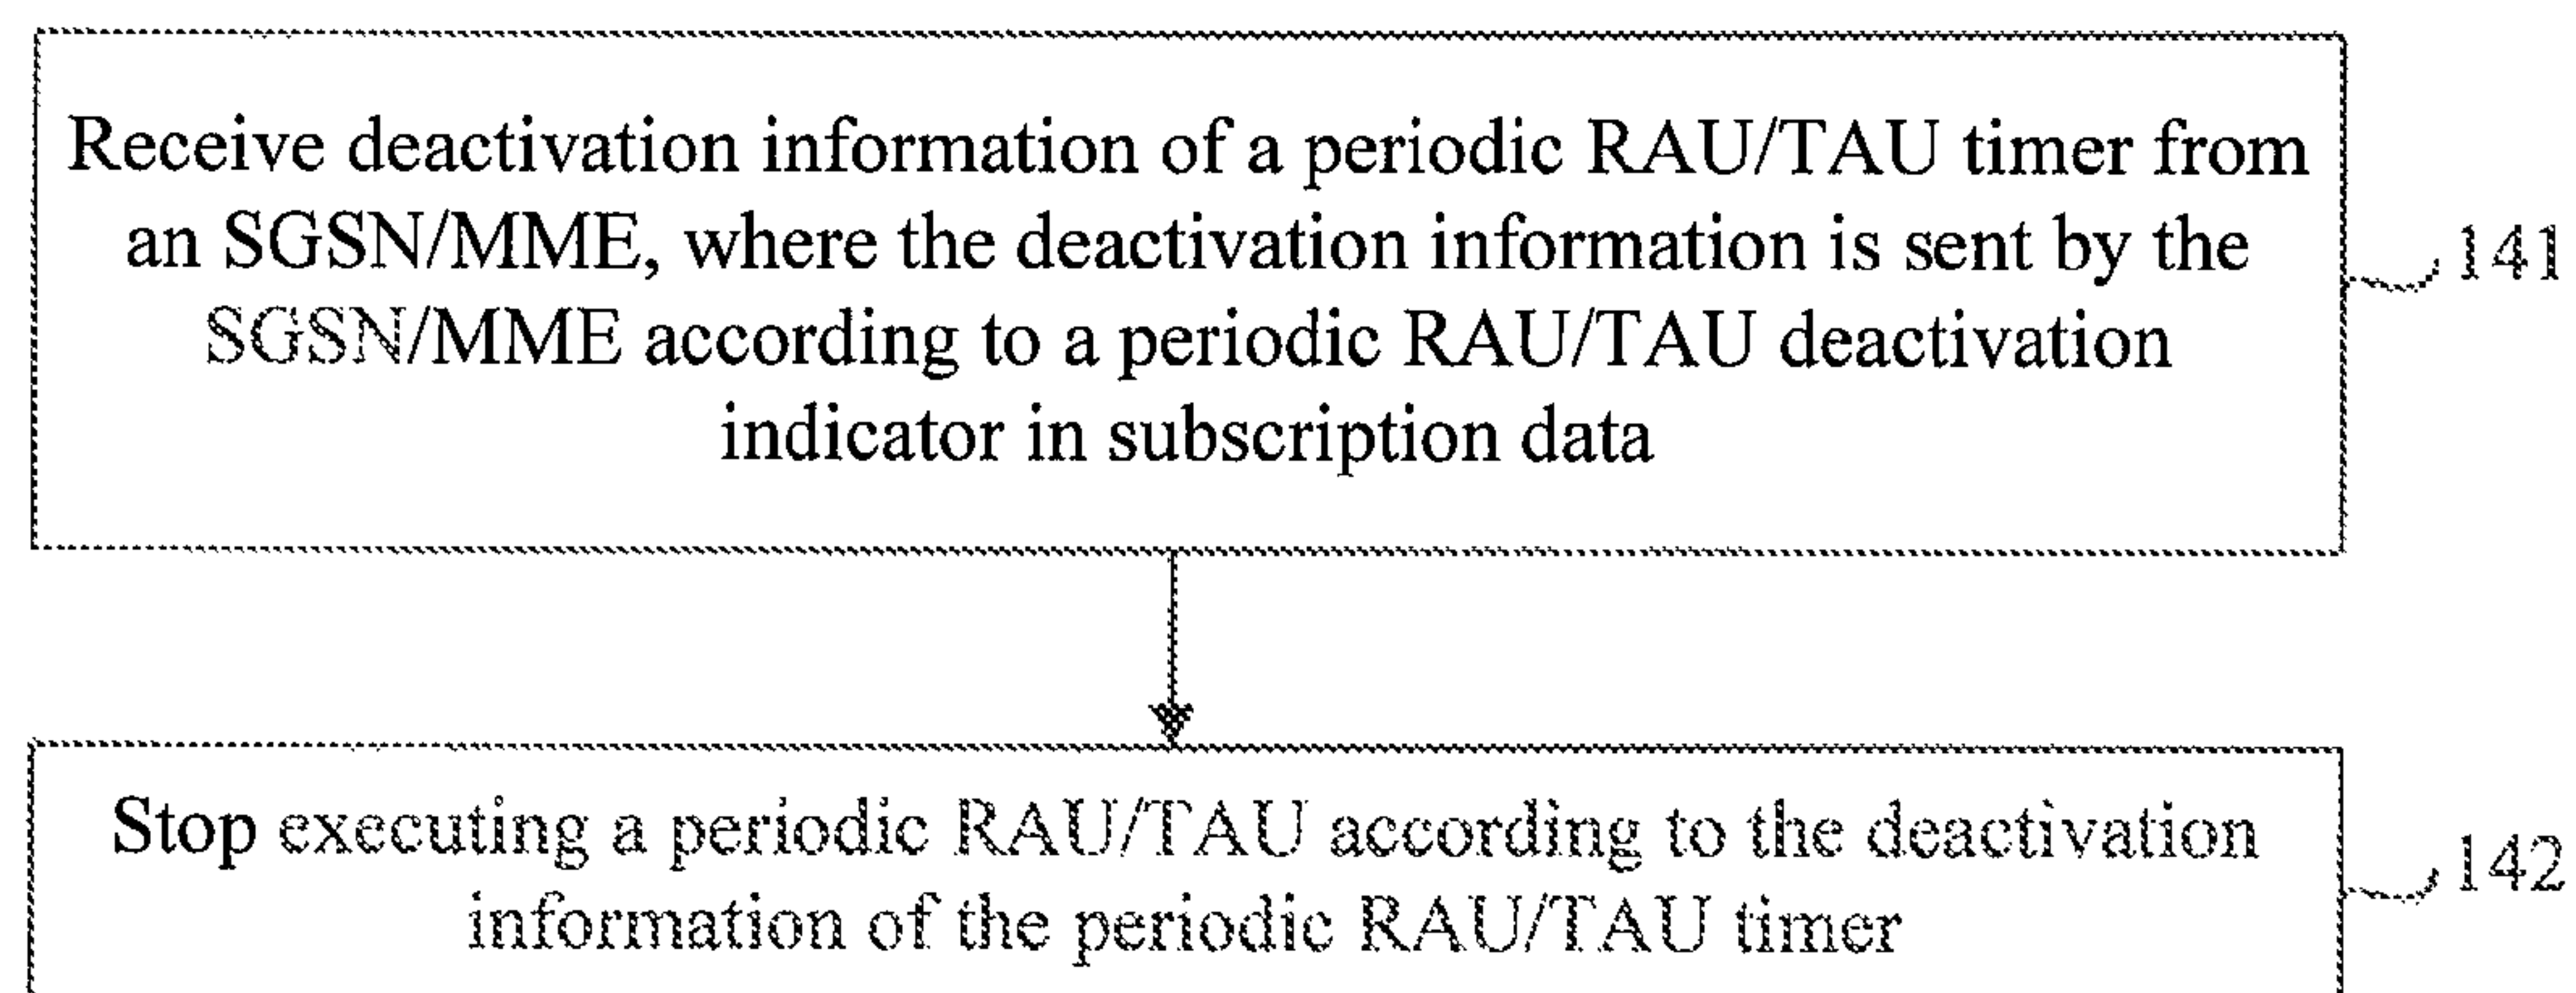 Receive deactivation information of a periodic RAU/TAU timer from
an SGSN/MME, where the deactivation information is sent by the
SGSN/MME according to a periodic RAU/TAU deactivation
indicator in subscription data
141
Stop executing a periodic RAU/TAU according to the deactivation
information of the periodic RAU/TAU timer
142